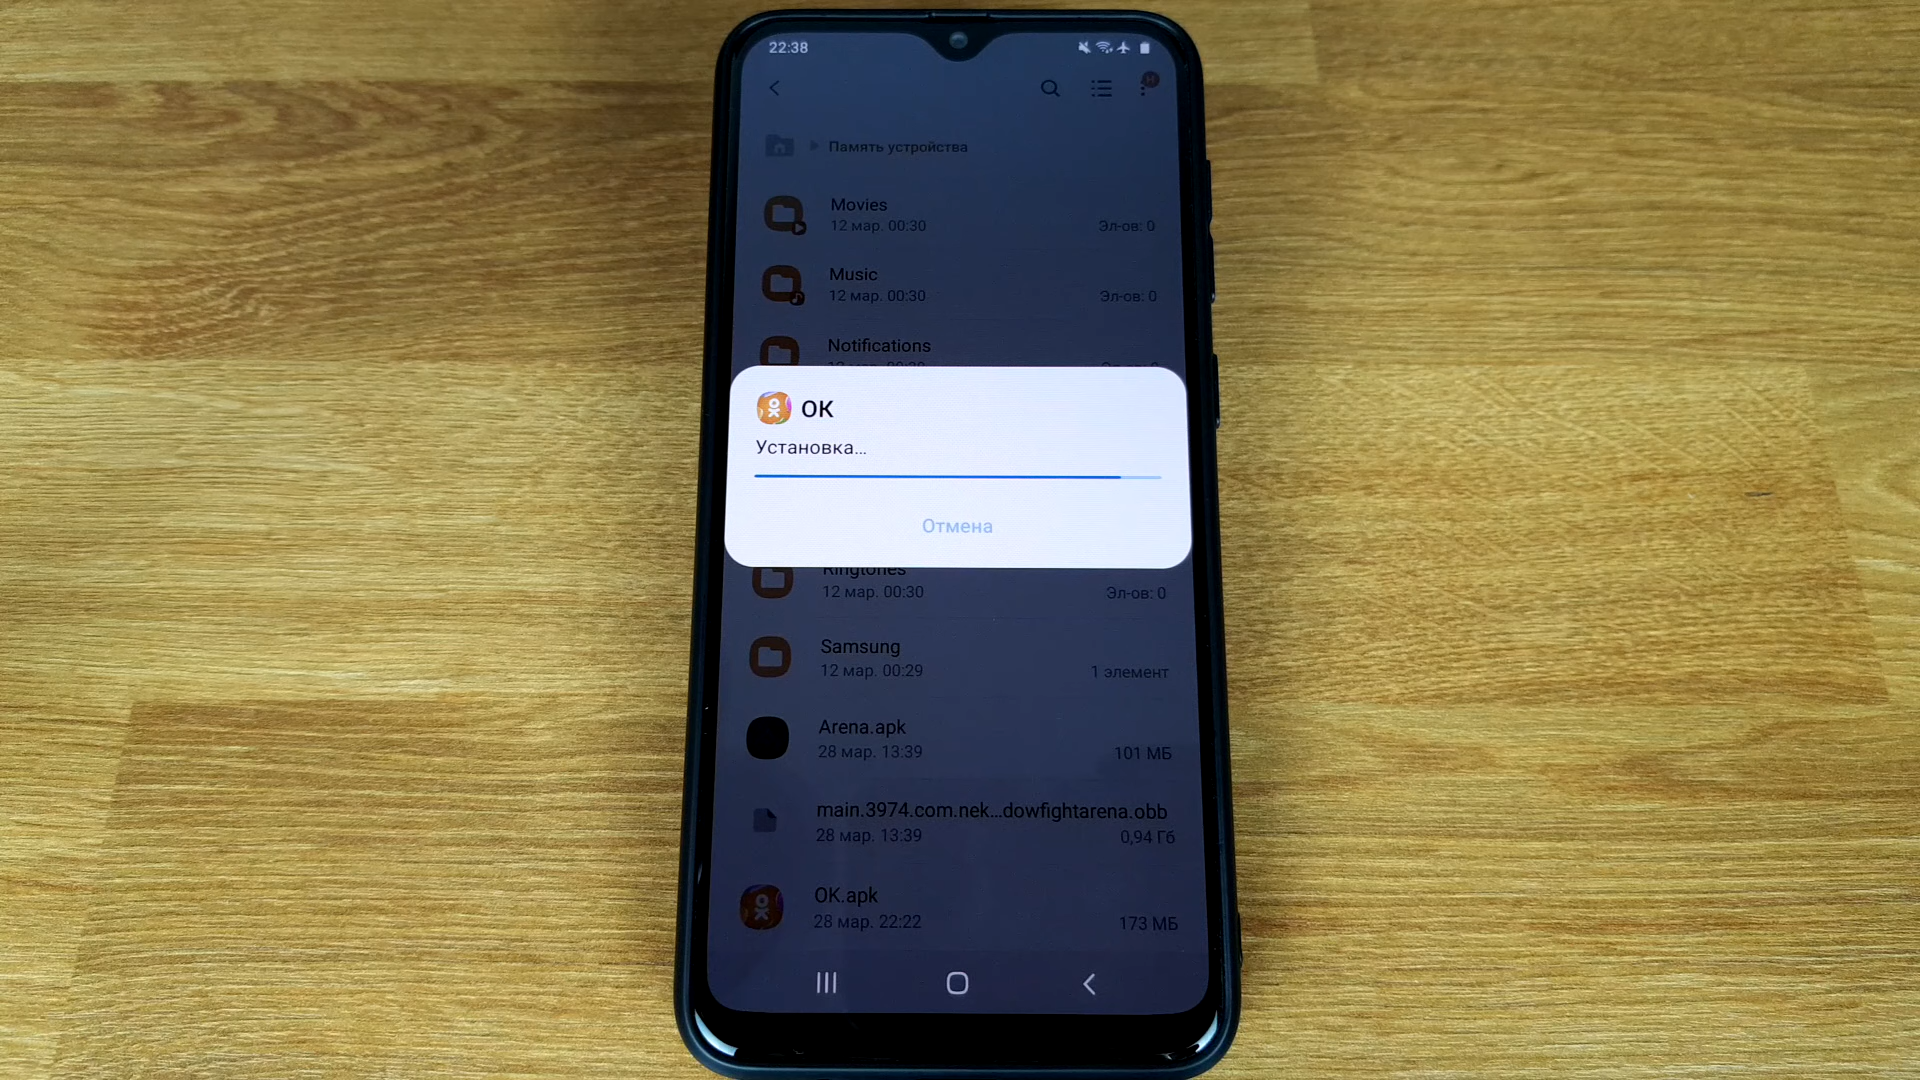 22:38
Память устройства
Movies
12 мар. 00:30
Эл-ов: 0
Music
12 мар. 00:30
Эл-ов: 0
Notifications
OK
Установка...
Отмена
Ringtones
12 мар. 00:30
Эл-ов: 0
Samsung
12 мар. 00:29
1 элемент
Arena.apk
28 мар. 13:39
101 МБ
main.3974.com.nek...dowfightarena.obb
28 мар. 13:39
0,94 Гб
OK.apk
28 мар. 22:22
173 МБ